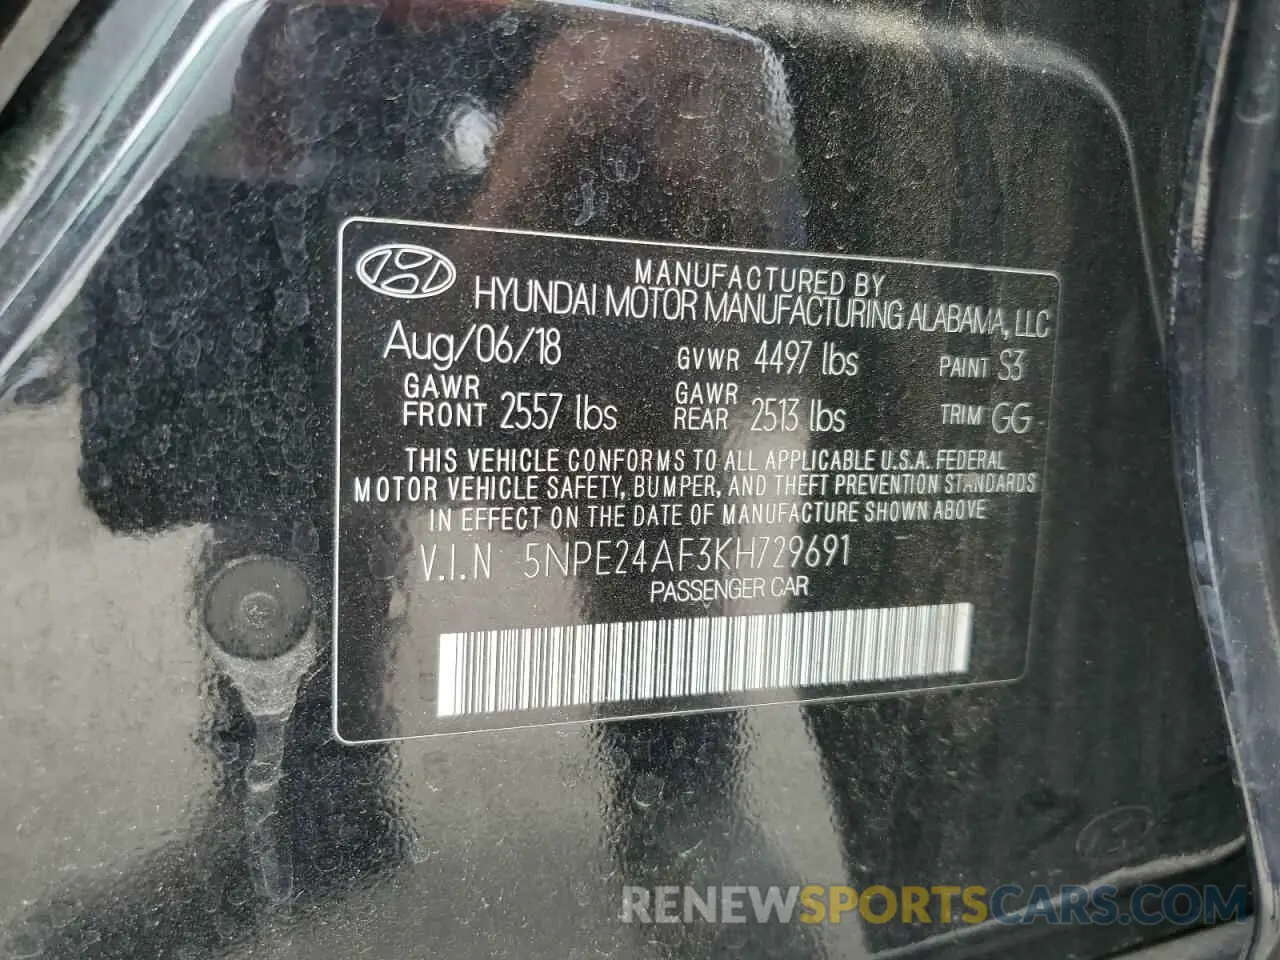 MANUFACTURED BY
HYUNDAI MOTOR MANUFACTURING ALABAMA, LLC
Aug/06/18 GVWR 4497 lbs PAINT S3
GAWR FRONT 2557 lbs GAWR REAR 2513 lbs TRIM GG
THIS VEHICLE CONFORMS TO ALL APPLICABLE U.S.A. FEDERAL
MOTOR VEHICLE SAFETY, BUMPER, AND THEFT PREVENTION STANDARDS
IN EFFECT ON THE DATE OF MANUFACTURE SHOWN ABOVE
V.I.N 5NPE24AF3KH729691
PASSENGER CAR
RENEWSPORTSCARS.COM